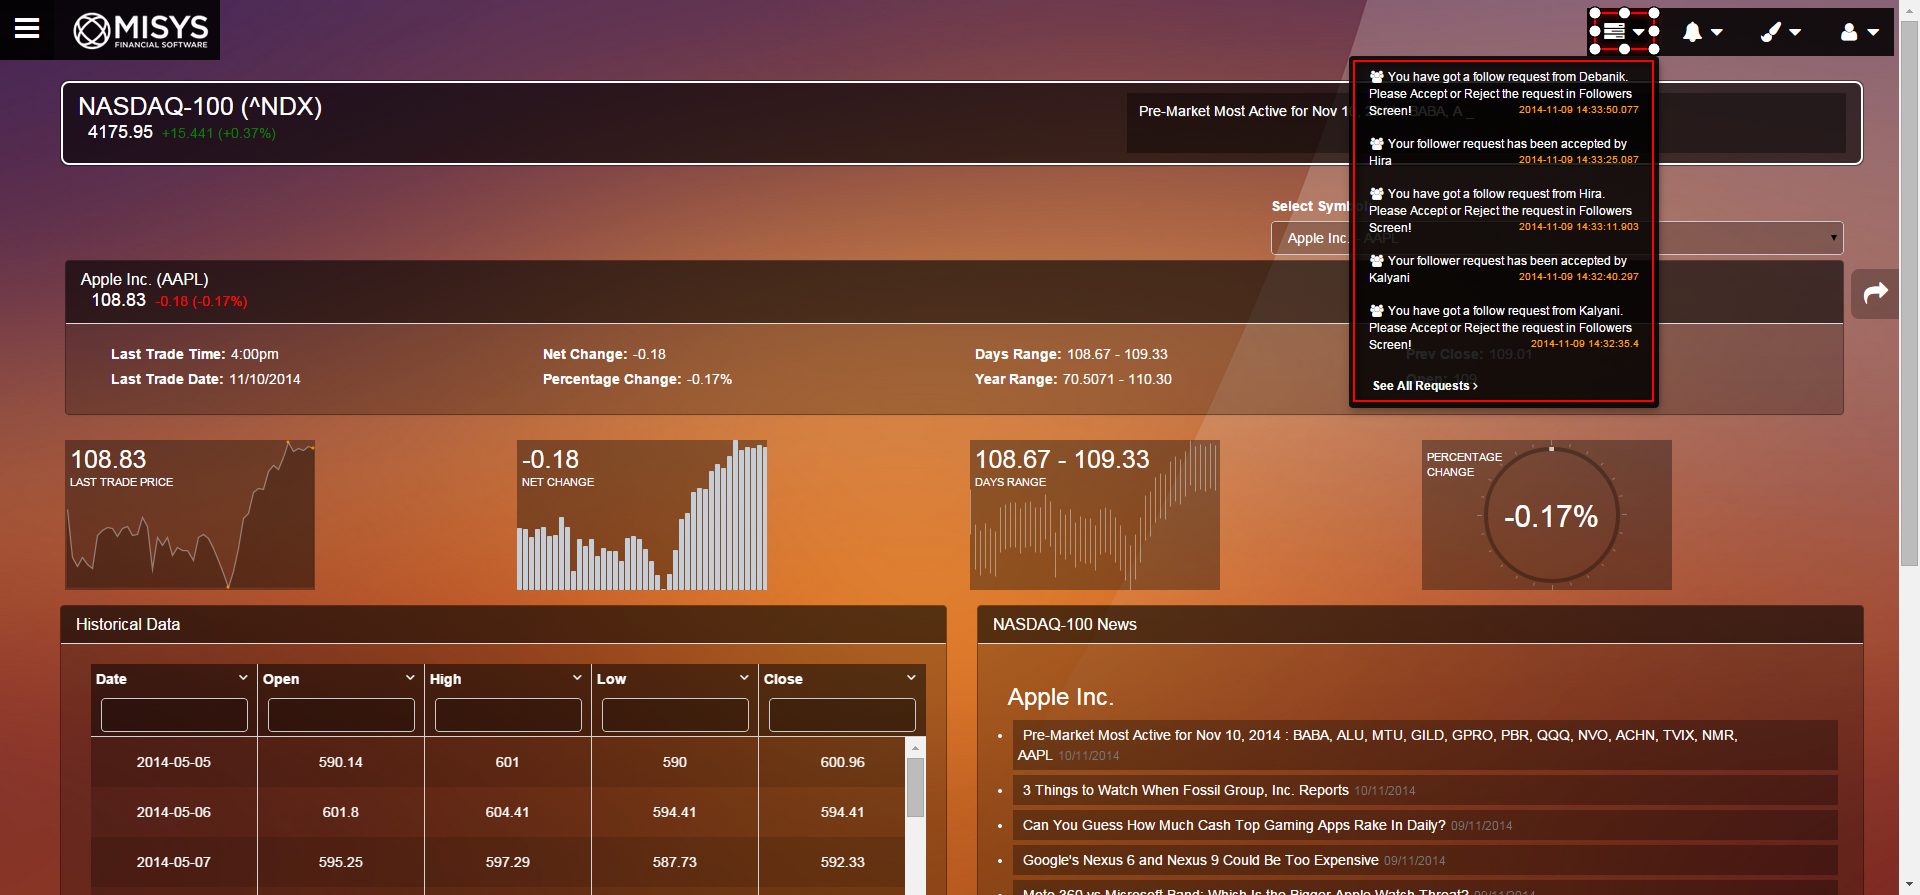 MISYS
FINANCIAL SOFTWARE
NASDAQ-100 (^NDX)
4175.95 +15.441 (+0.37%)
Pre-Market Most Active for Nov 10, 2014 : BABA, A _
You have got a follow request from Debanik.
Please Accept or Reject the request in Followers
Screen! 2014-11-09 14:33:50.077
Your follower request has been accepted by
Hira 2014-11-09 14:33:25.087
You have got a follow request from Hira.
Please Accept or Reject the request in Followers
Screen! 2014-11-09 14:33:11.903
Your follower request has been accepted by
Kalyani 2014-11-09 14:32:40.297
You have got a follow request from Kalyani.
Please Accept or Reject the request in Followers
Screen! 2014-11-09 14:32:35.4
See All Requests ›
Select Symbol
Apple Inc. - AAPL
Apple Inc. (AAPL)
108.83 -0.18 (-0.17%)
Last Trade Time: 4:00pm
Net Change: -0.18
Days Range: 108.67 - 109.33
Prev Close: 109.01
Last Trade Date: 11/10/2014
Percentage Change: -0.17%
Year Range: 70.5071 - 110.30
108.83
LAST TRADE PRICE
-0.18
NET CHANGE
108.67 - 109.33
DAYS RANGE
PERCENTAGE
CHANGE
-0.17%
Historical Data
Date Open High Low Close
2014-05-05 590.14 601 590 600.96
2014-05-06 601.8 604.41 594.41 594.41
2014-05-07 595.25 597.29 587.73 592.33
NASDAQ-100 News
Apple Inc.
Pre-Market Most Active for Nov 10, 2014 : BABA, ALU, MTU, GILD, GPRO, PBR, QQQ, NVO, ACHN, TVIX, NMR,
AAPL 10/11/2014
3 Things to Watch When Fossil Group, Inc. Reports 10/11/2014
Can You Guess How Much Cash Top Gaming Apps Rake In Daily? 09/11/2014
Google's Nexus 6 and Nexus 9 Could Be Too Expensive 09/11/2014
Moto 360 vs Microsoft Band: Which Is the Bigger Apple Watch Threat? 09/11/2014